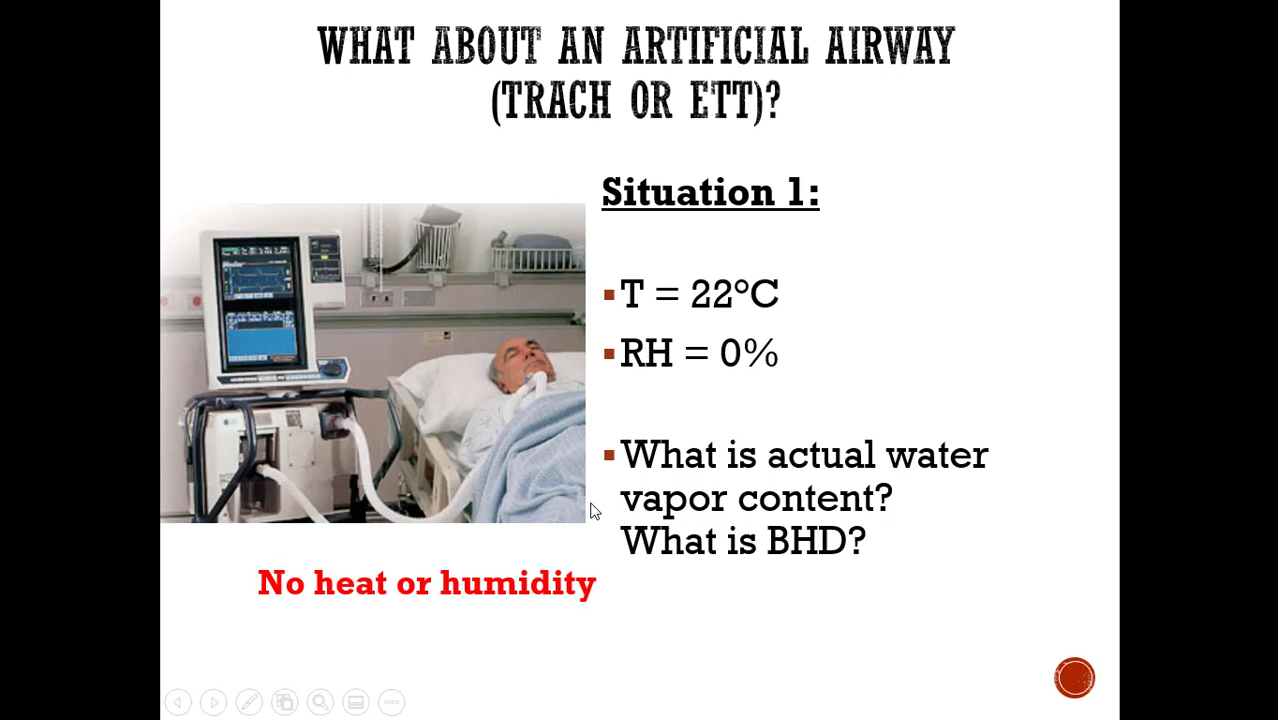 WHAT ABOUT AN ARTIFICIAL AIRWAY
(TRACH OR ETT)?
Situation 1:
▪T = 22°C
▪RH = 0%
▪What is actual water
vapor content?
What is BHD?
No heat or humidity